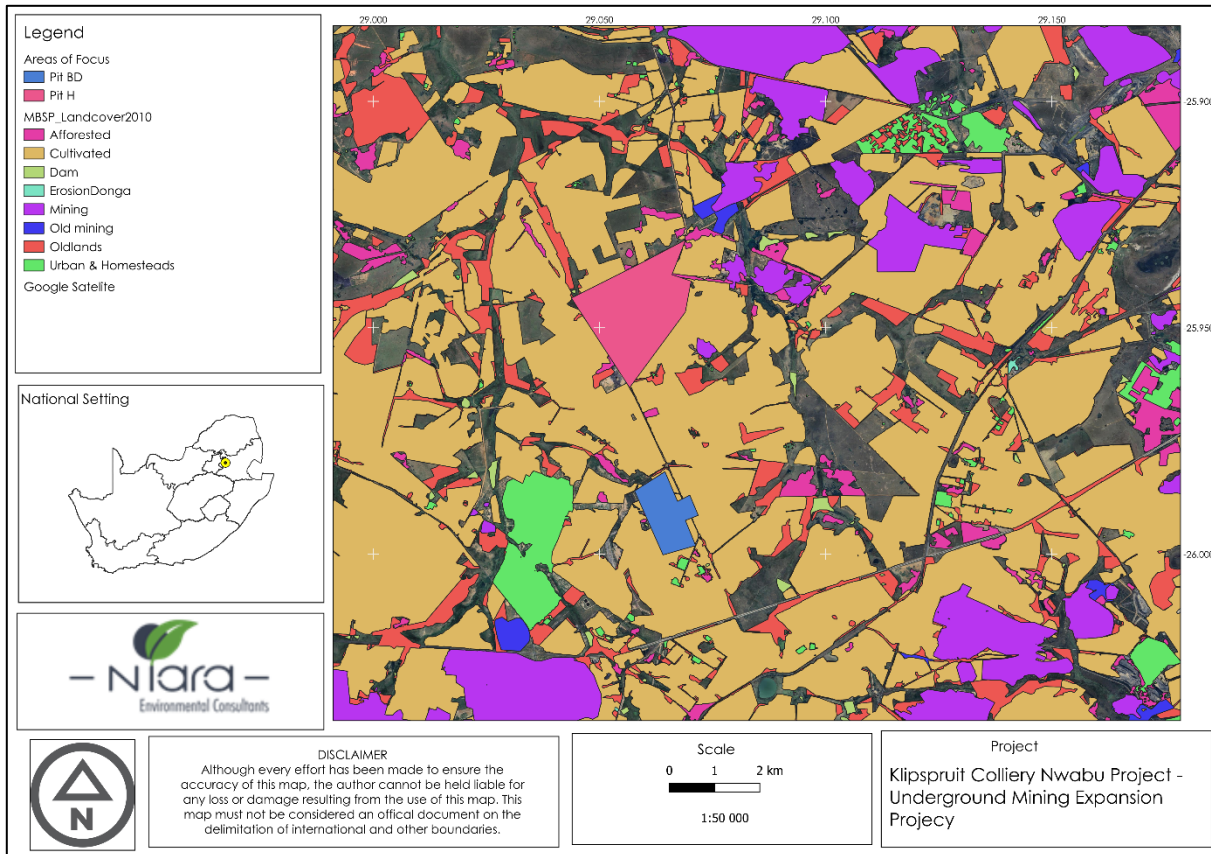 Legend
Areas of Focus
Pit BD
Pit H
MBSP_Landcover2010
Afforested
Cultivated
Dam
ErosionDonga
Mining
Old mining
Oldlands
Urban & Homesteads
Google Satelite
29.000
29.050
29.100
29.150
-25.900
-25.950
-26.000
National Setting
- NIara -
Environmental Consultants
N
DISCLAIMER
Although every effort has been made to ensure the
accuracy of this map, the author cannot be held liable for
any loss or damage resulting from the use of this map. This
map must not be considered an offical document on the
delimitation of international and other boundaries.
Scale
0 1 2 km
1:50 000
Project
Klipspruit Colliery Nwabu Project -
Underground Mining Expansion
Projecy